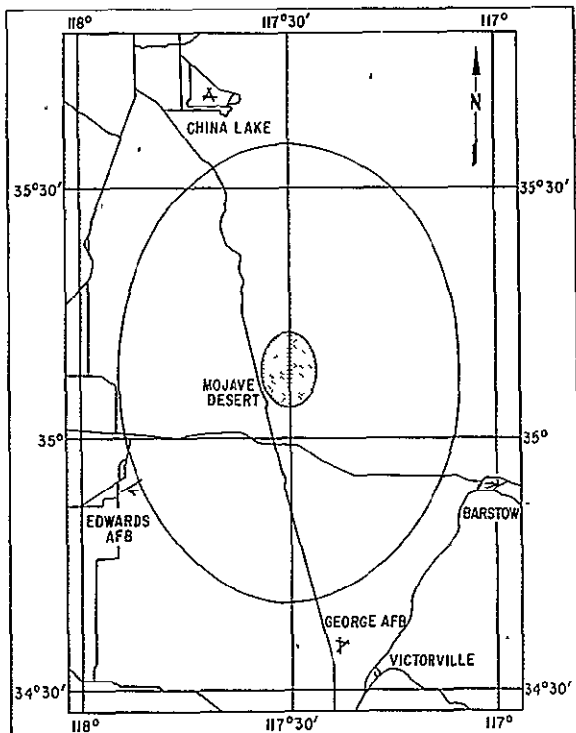 118° 117°30' 117°
N
CHINA LAKE
35°30' 35°30'
MOJAVE
DESERT
35° 35°
EDWARDS
AFB
BARSTOW
GEORGE AFB
VICTORVILLE
34°30' 34°30'
118° 117°30' 117°